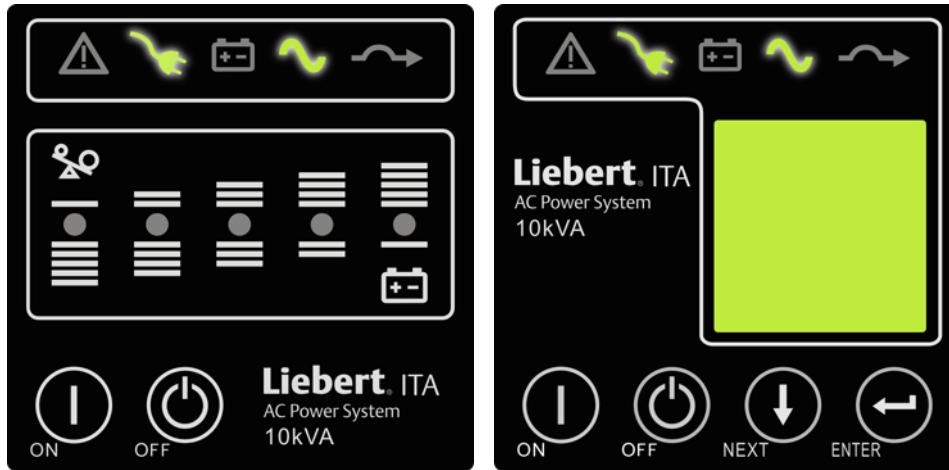 ON
OFF
Liebert® ITA
AC Power System
10kVA
Liebert® ITA
AC Power System
10kVA
ON
OFF
NEXT
ENTER